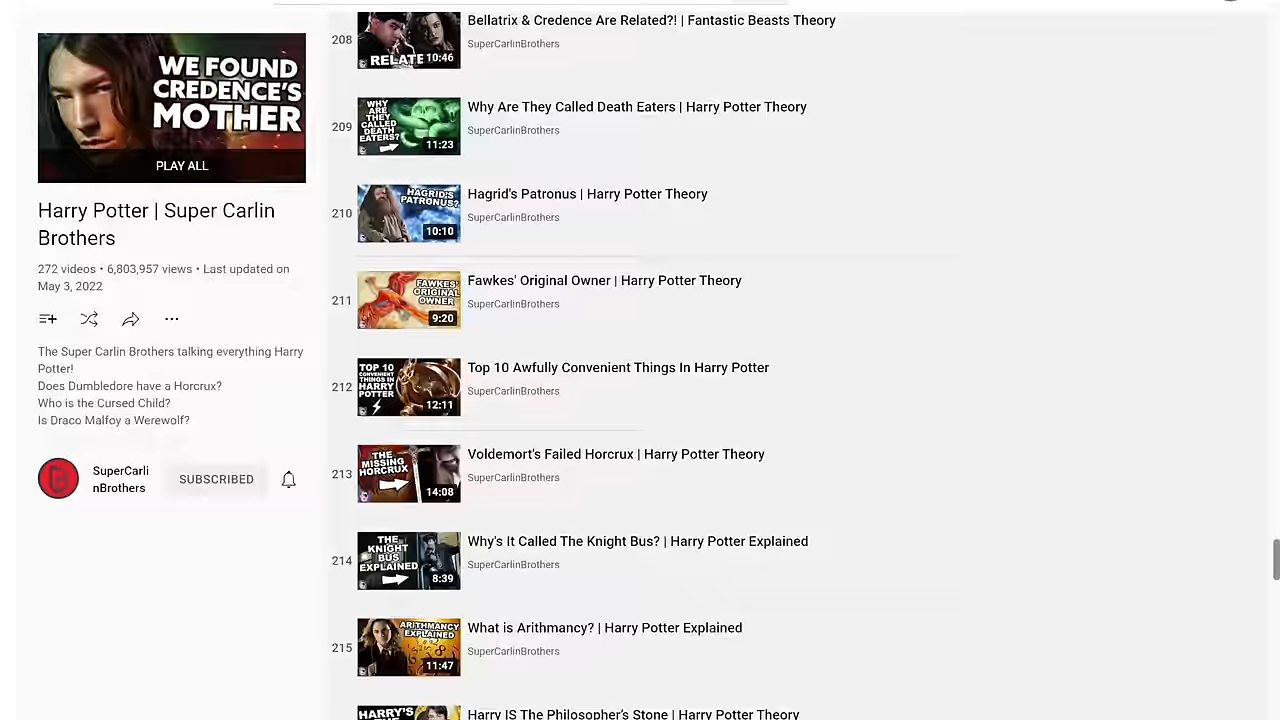 WE FOUND
CREDENCE'S
MOTHER
PLAY ALL
Harry Potter | Super Carlin
Brothers
272 videos • 6,803,957 views • Last updated on
May 3, 2022
The Super Carlin Brothers talking everything Harry
Potter!
Does Dumbledore have a Horcrux?
Who is the Cursed Child?
Is Draco Malfoy a Werewolf?
SuperCarli
nBrothers
SUBSCRIBED
208
RELATE
10:46
Bellatrix & Credence Are Related?! | Fantastic Beasts Theory
SuperCarlinBrothers
209
WHY
ARE
THEY
CALLED
DEATH
EATERS?
11:23
Why Are They Called Death Eaters | Harry Potter Theory
SuperCarlinBrothers
210
HAGRID'S
PATRONUS?
10:10
Hagrid's Patronus | Harry Potter Theory
SuperCarlinBrothers
211
FAWKES'
ORIGINAL
OWNER
9:20
Fawkes' Original Owner | Harry Potter Theory
SuperCarlinBrothers
212
TOP 10
CONVENIENT
THINGS IN
HARRY
POTTER
12:11
Top 10 Awfully Convenient Things In Harry Potter
SuperCarlinBrothers
213
THE
MISSING
HORCRUX
14:08
Voldemort's Failed Horcrux | Harry Potter Theory
SuperCarlinBrothers
214
THE
KNIGHT
BUS
EXPLAINED
8:39
Why's It Called The Knight Bus? | Harry Potter Explained
SuperCarlinBrothers
215
ARITHMANCY
EXPLAINED
11:47
What is Arithmancy? | Harry Potter Explained
SuperCarlinBrothers
HARRY'S
Harry IS The Philosopher's Stone | Harry Potter Theory